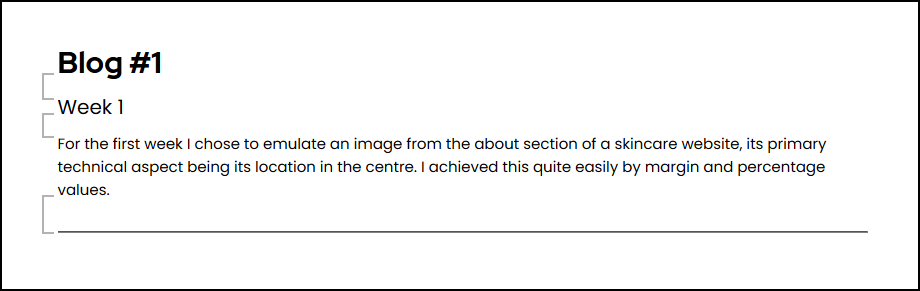 Blog #1
Week 1
For the first week I chose to emulate an image from the about section of a skincare website, its primary
technical aspect being its location in the centre. I achieved this quite easily by margin and percentage
values.